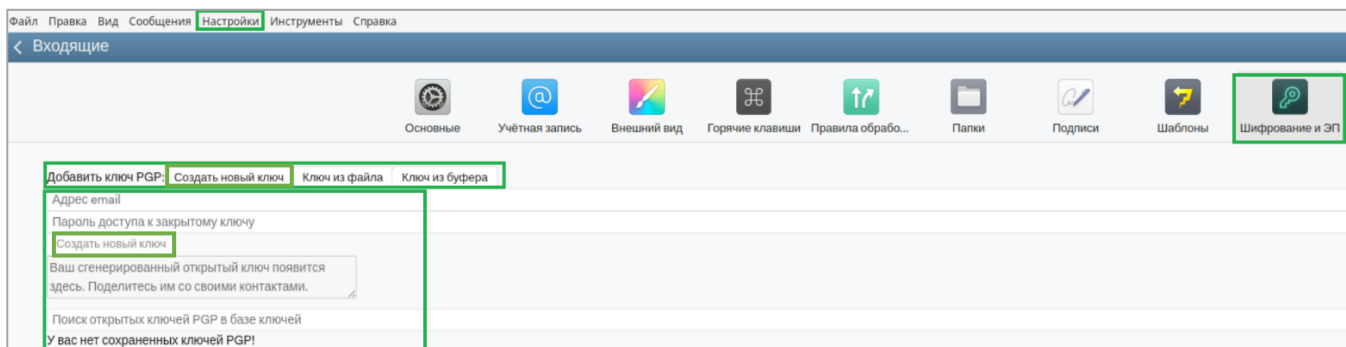 Файл Правка Вид Сообщения Настройки Инструменты Справка
Входящие
Основные Учётная запись Внешний вид Горячие клавиши Правила обрабо... Папки Подписи Шаблоны Шифрование и ЭП
Добавить ключ PGP: Создать новый ключ Ключ из файла Ключ из буфера
Адрес email
Пароль доступа к закрытому ключу
Создать новый ключ
Ваш сгенерированный открытый ключ появится
здесь. Поделитесь им со своими контактами.
Поиск открытых ключей PGP в базе ключей
У вас нет сохраненных ключей PGP!